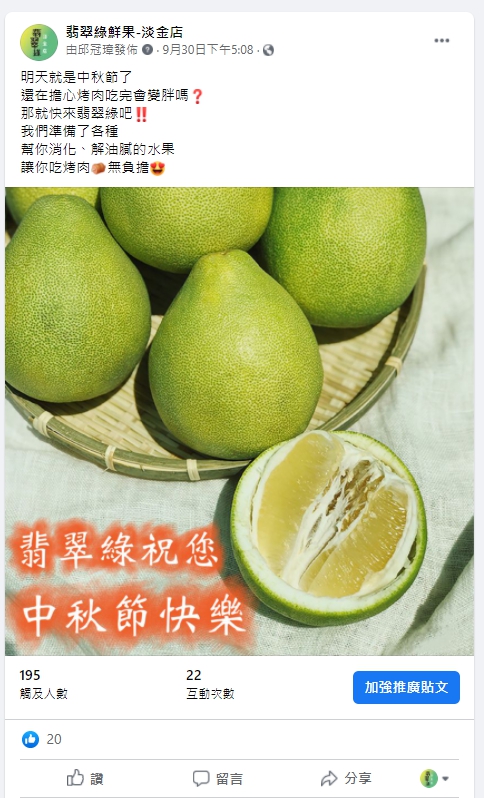 翡翠綠鮮果-淡金店
由邱冠瑋發佈 · 9月30日下午5:08 ·
明天就是中秋節了
還在擔心烤肉吃完會變胖嗎❓
那就快來翡翠綠吧‼️
我們準備了各種
幫你消化、解油膩的水果
讓你吃烤肉🍖無負擔😍
翡翠綠祝您
中秋節快樂
195
觸及人數
22
互動次數
加強推廣貼文
20
讚
留言
分享